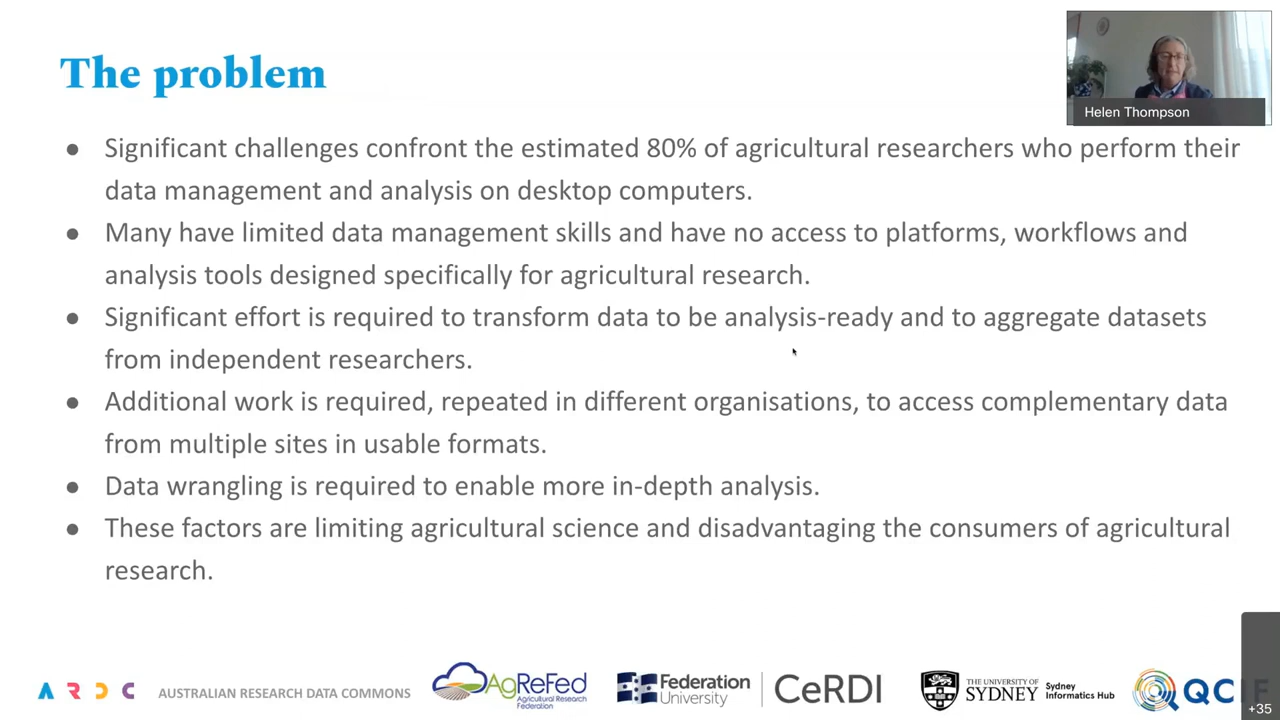 The problem
Helen Thompson
● Significant challenges confront the estimated 80% of agricultural researchers who perform their
data management and analysis on desktop computers.
● Many have limited data management skills and have no access to platforms, workflows and
analysis tools designed specifically for agricultural research.
● Significant effort is required to transform data to be analysis-ready and to aggregate datasets
from independent researchers.
● Additional work is required, repeated in different organisations, to access complementary data
from multiple sites in usable formats.
● Data wrangling is required to enable more in-depth analysis.
● These factors are limiting agricultural science and disadvantaging the consumers of agricultural
research.
A R D C AUSTRALIAN RESEARCH DATA COMMONS
AgReFed
Agricultural Research
Federation
Federation
University
CeRDI
THE UNIVERSITY OF
SYDNEY
Sydney
Informatics Hub
QCIF
+35